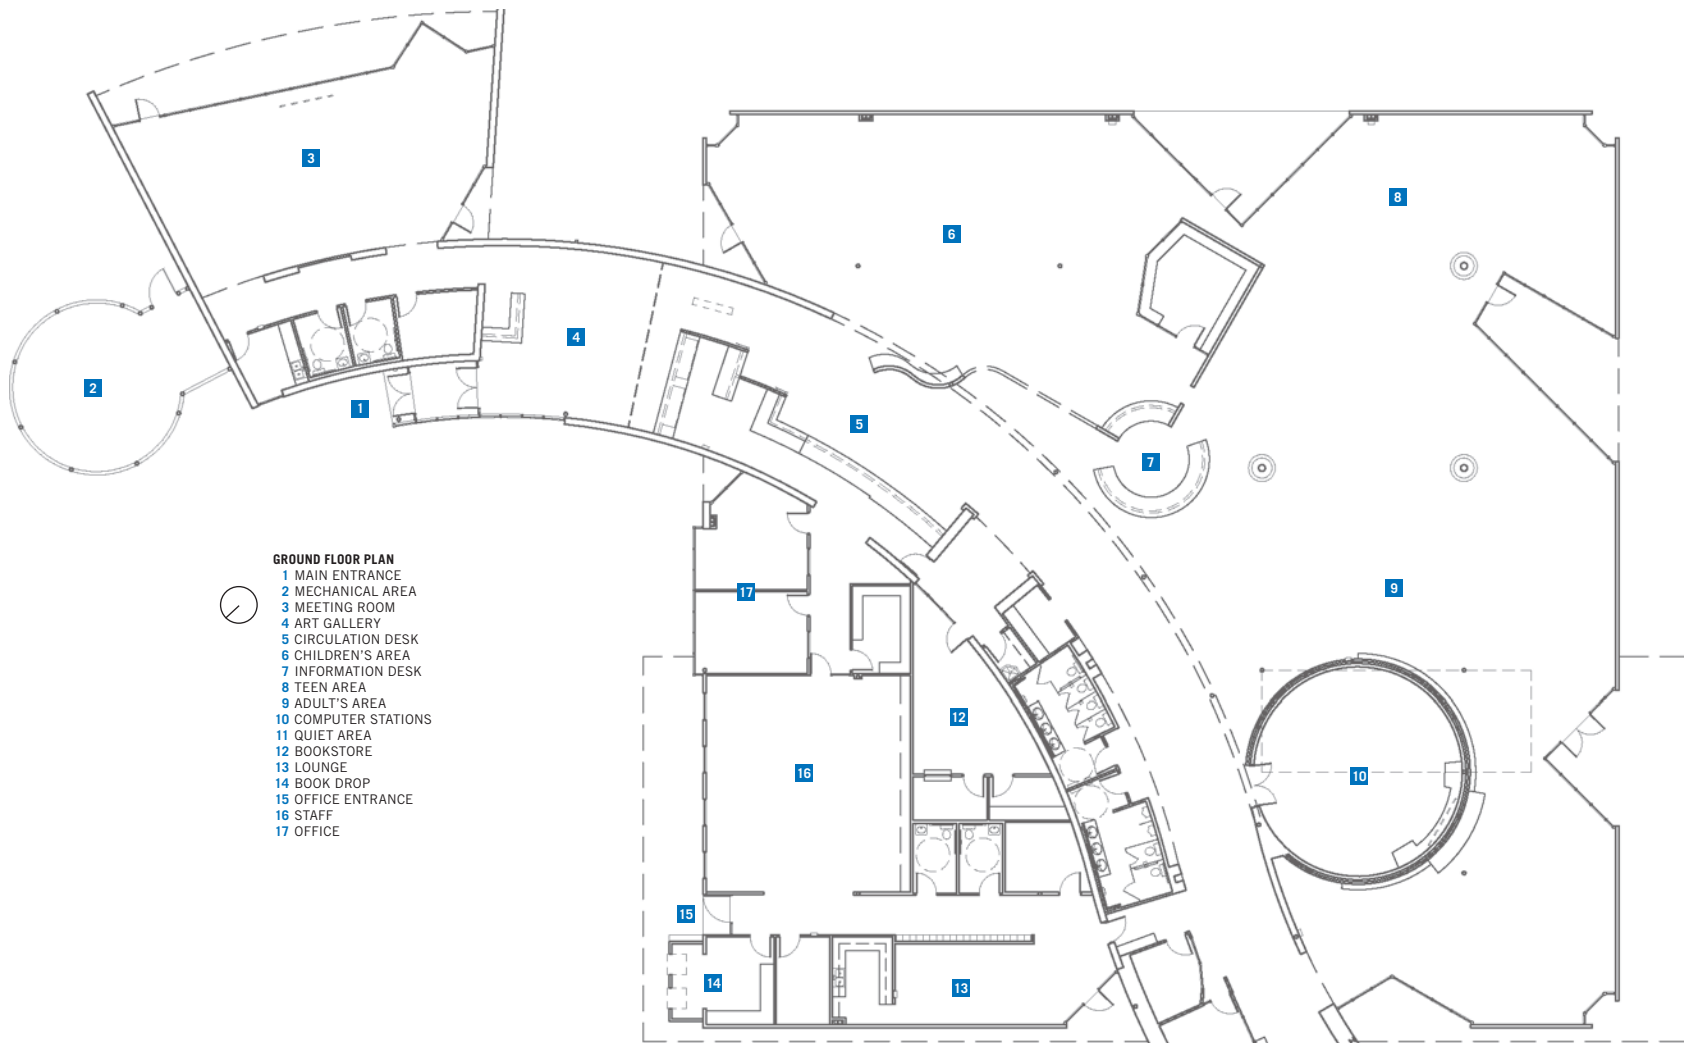 3
8
6
4
2
1
5
7
GROUND FLOOR PLAN
1 MAIN ENTRANCE
2 MECHANICAL AREA
3 MEETING ROOM
4 ART GALLERY
5 CIRCULATION DESK
6 CHILDREN'S AREA
7 INFORMATION DESK
8 TEEN AREA
9 ADULT'S AREA
10 COMPUTER STATIONS
11 QUIET AREA
12 BOOKSTORE
13 LOUNGE
14 BOOK DROP
15 OFFICE ENTRANCE
16 STAFF
17 OFFICE
17
9
12
16
10
15
14
13